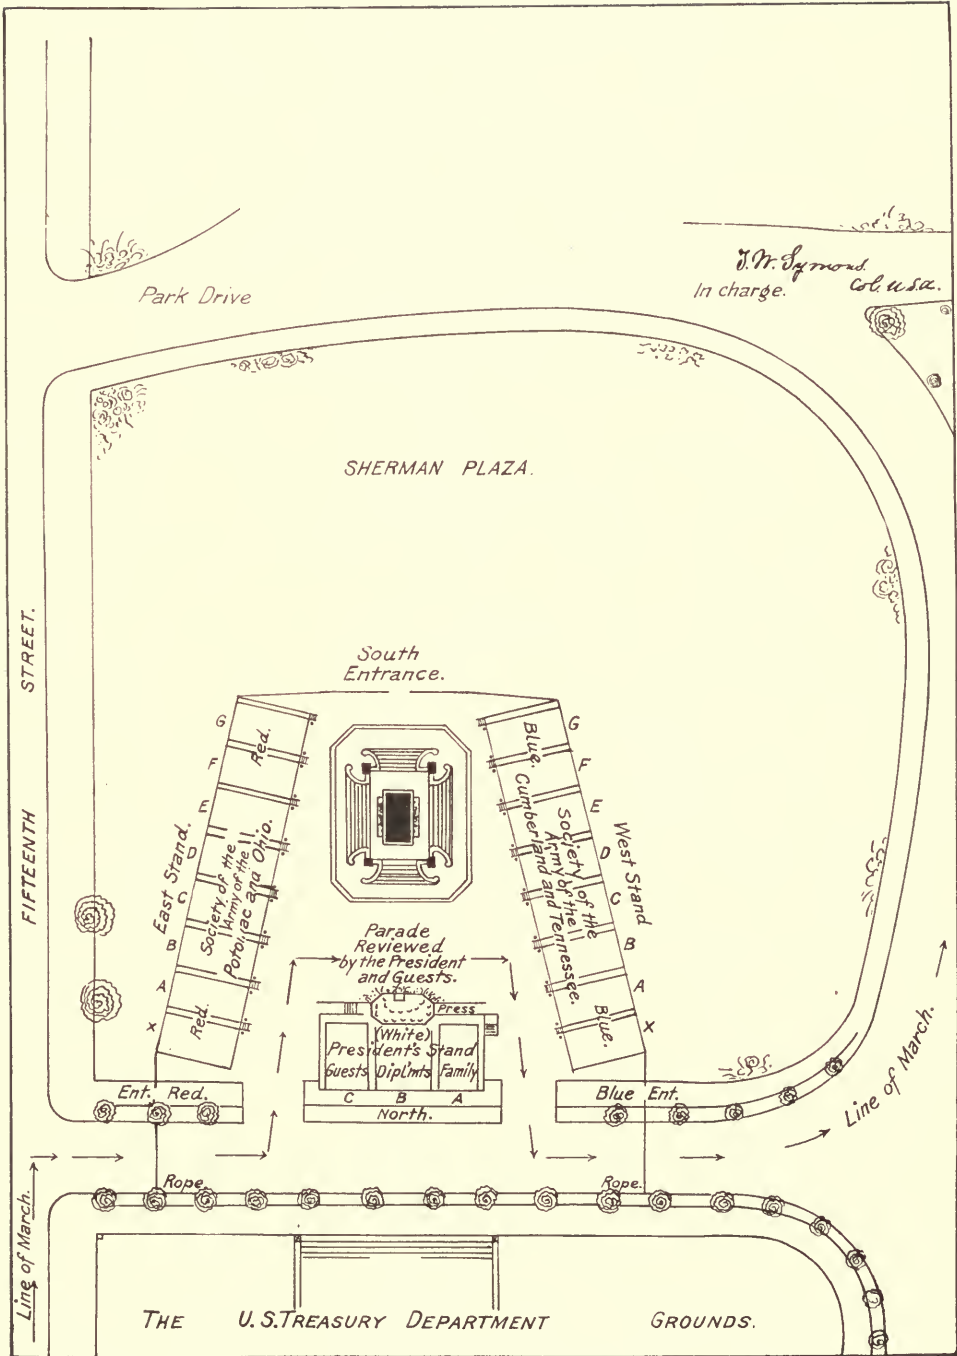 T.W. Symons.
Col. U.S.A.
In charge.
Park Drive
SHERMAN PLAZA.
FIFTEENTH STREET.
South
Entrance.
G
F
E
D
C
B
A
X
East Stand.
Red.
Society of the
Army of the
Potomac and Ohio.
Red.
G
F
E
D
C
B
A
X
West Stand
Blue.
Society of the
Army of the
Cumberland and Tennessee.
Blue.
Parade
Reviewed
by the President
and Guests.
Press
(White)
President's Stand
Guests Dipl'mts Family
C B A
North.
Ent. Red.
Blue Ent.
Line of March.
Rope.
Rope.
Line of March.
THE U.S. TREASURY DEPARTMENT GROUNDS.